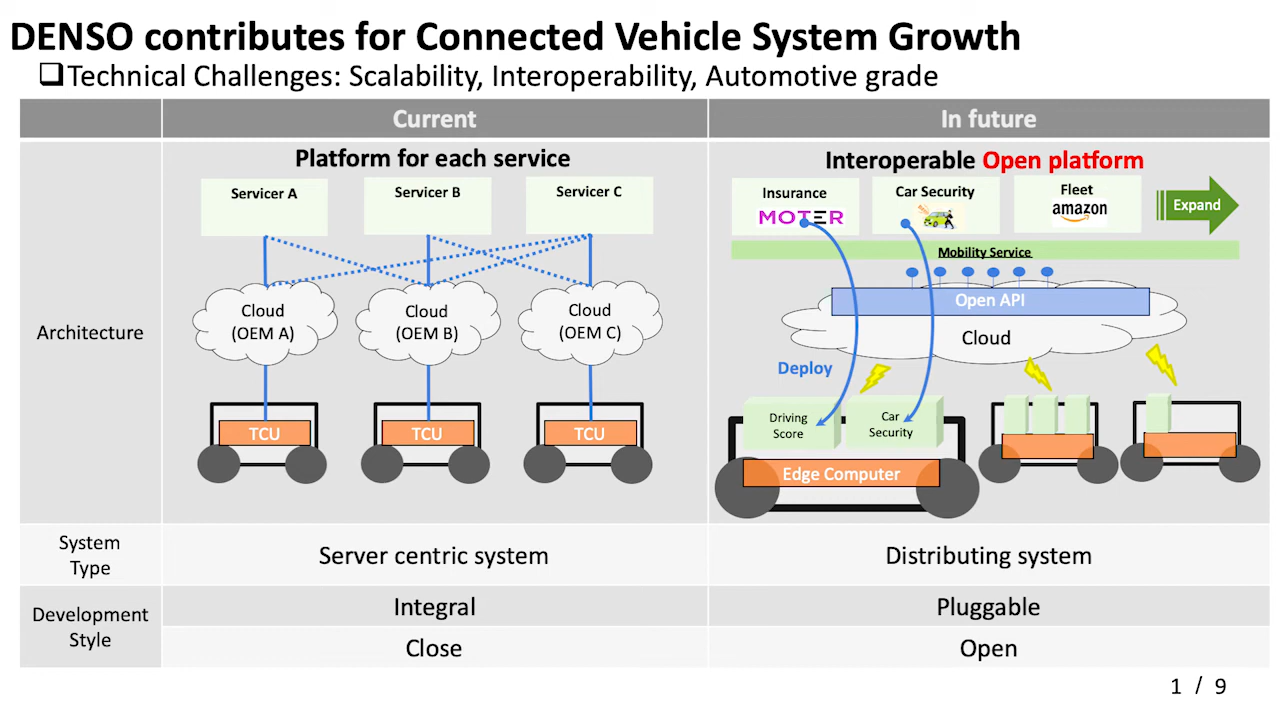 DENSO contributes for Connected Vehicle System Growth
❑Technical Challenges: Scalability, Interoperability, Automotive grade
Current
In future
Architecture
Platform for each service
Servicer A
Servicer B
Servicer C
Cloud
(OEM A)
Cloud
(OEM B)
Cloud
(OEM C)
TCU
TCU
TCU
Interoperable Open platform
Insurance
MOTER
Car Security
Fleet
amazon
Expand
Mobility Service
Open API
Cloud
Deploy
Driving
Score
Car
Security
Edge Computer
System
Type
Server centric system
Distributing system
Development
Style
Integral
Pluggable
Close
Open
1 / 9